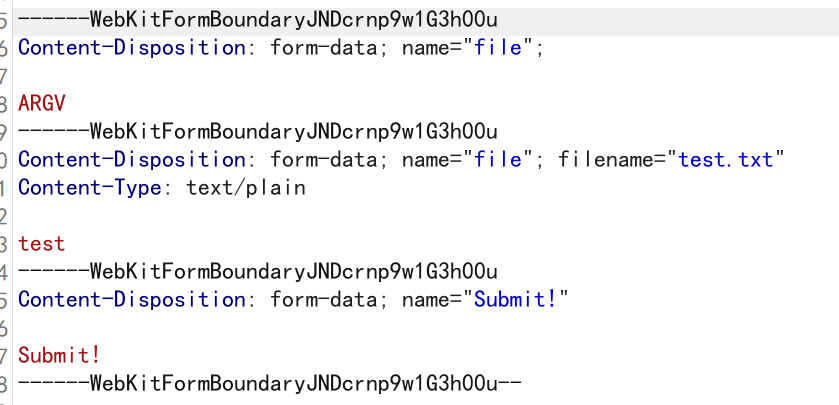 5 ------WebKitFormBoundaryJNDcrnp9w1G3h00u
6 Content-Disposition: form-data; name="file";
7
8 ARGV
9 ------WebKitFormBoundaryJNDcrnp9w1G3h00u
0 Content-Disposition: form-data; name="file"; filename="test.txt"
1 Content-Type: text/plain
2
3 test
4 ------WebKitFormBoundaryJNDcrnp9w1G3h00u
5 Content-Disposition: form-data; name="Submit!"
6
7 Submit!
8 ------WebKitFormBoundaryJNDcrnp9w1G3h00u--